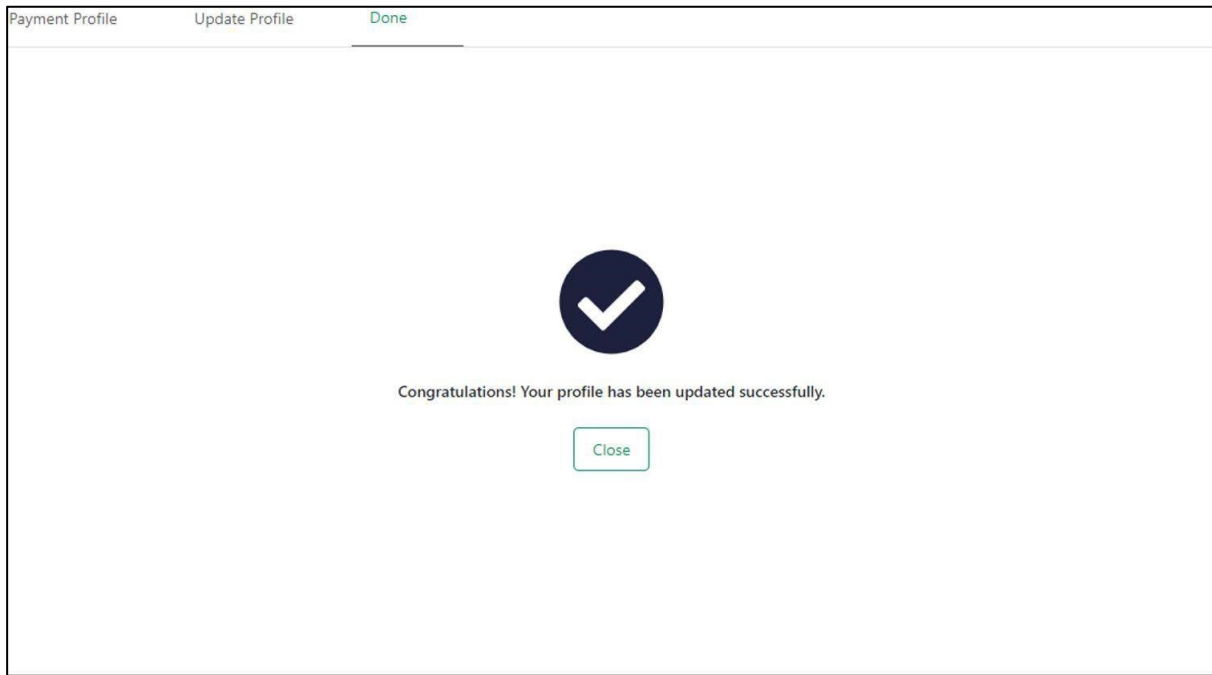 Payment Profile Update Profile Done
Congratulations! Your profile has been updated successfully.
Close